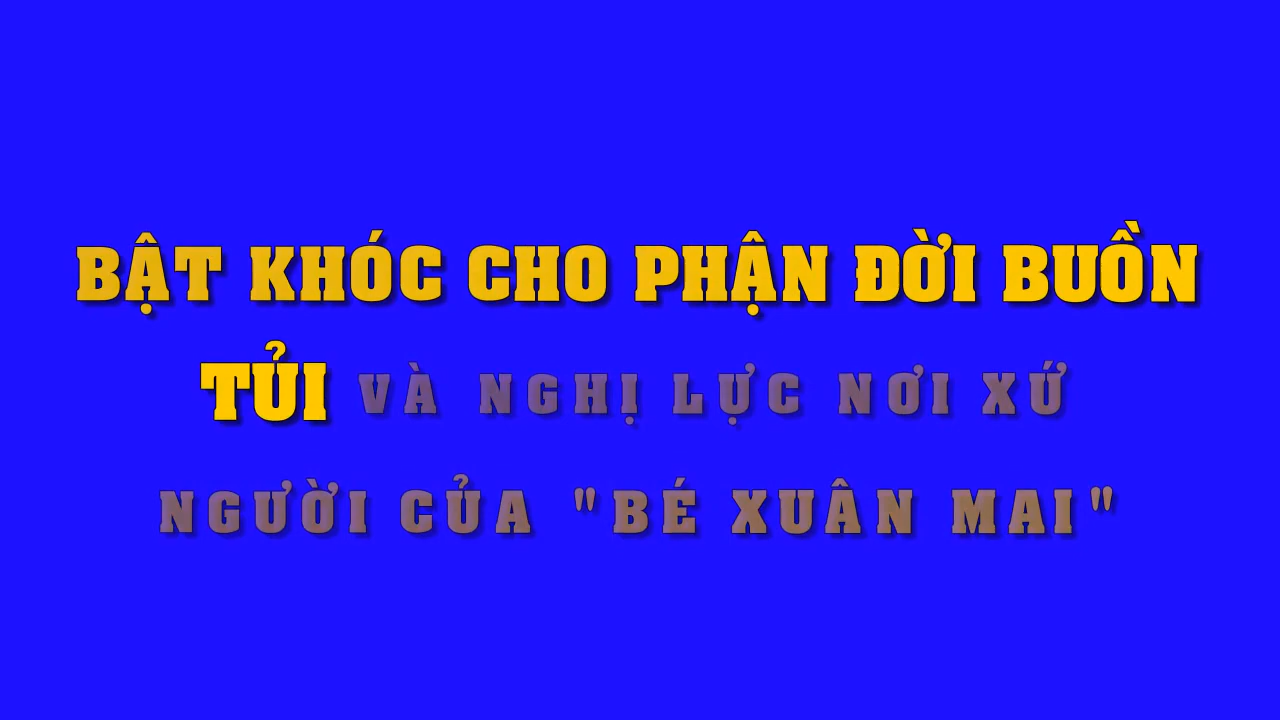 BẬT KHÓC CHO PHẬN ĐỜI BUỒN
TỦI VÀ NGHỊ LỰC NƠI XỨ
NGƯỜI CỦA "BÉ XUÂN MAI"